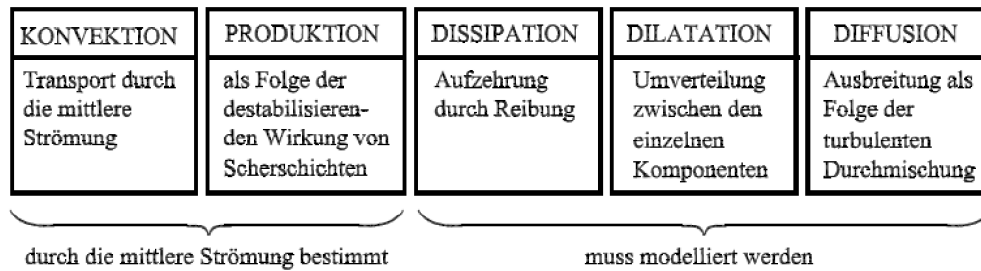 KONVEKTION
Transport durch
die mittlere
Strömung
PRODUKTION
als Folge der
destabilisieren-
den Wirkung von
Scherschichten
DISSIPATION
Aufzehrung
durch Reibung
DILATATION
Umverteilung
zwischen den
einzelnen
Komponenten
DIFFUSION
Ausbreitung als
Folge der
turbulenten
Durchmischung
durch die mittlere Strömung bestimmt
muss modelliert werden